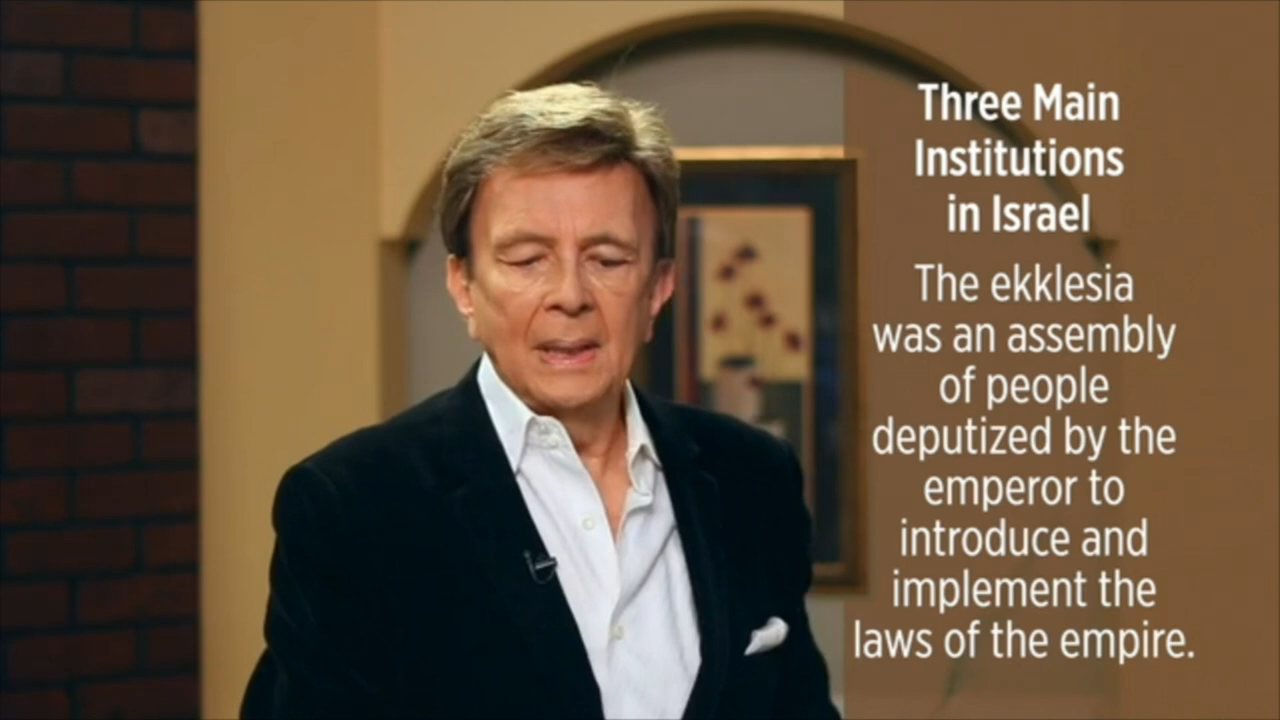 Three Main
Institutions
in Israel
The ekklesia
was an assembly
of people
deputized by the
emperor to
introduce and
implement the
laws of the empire.